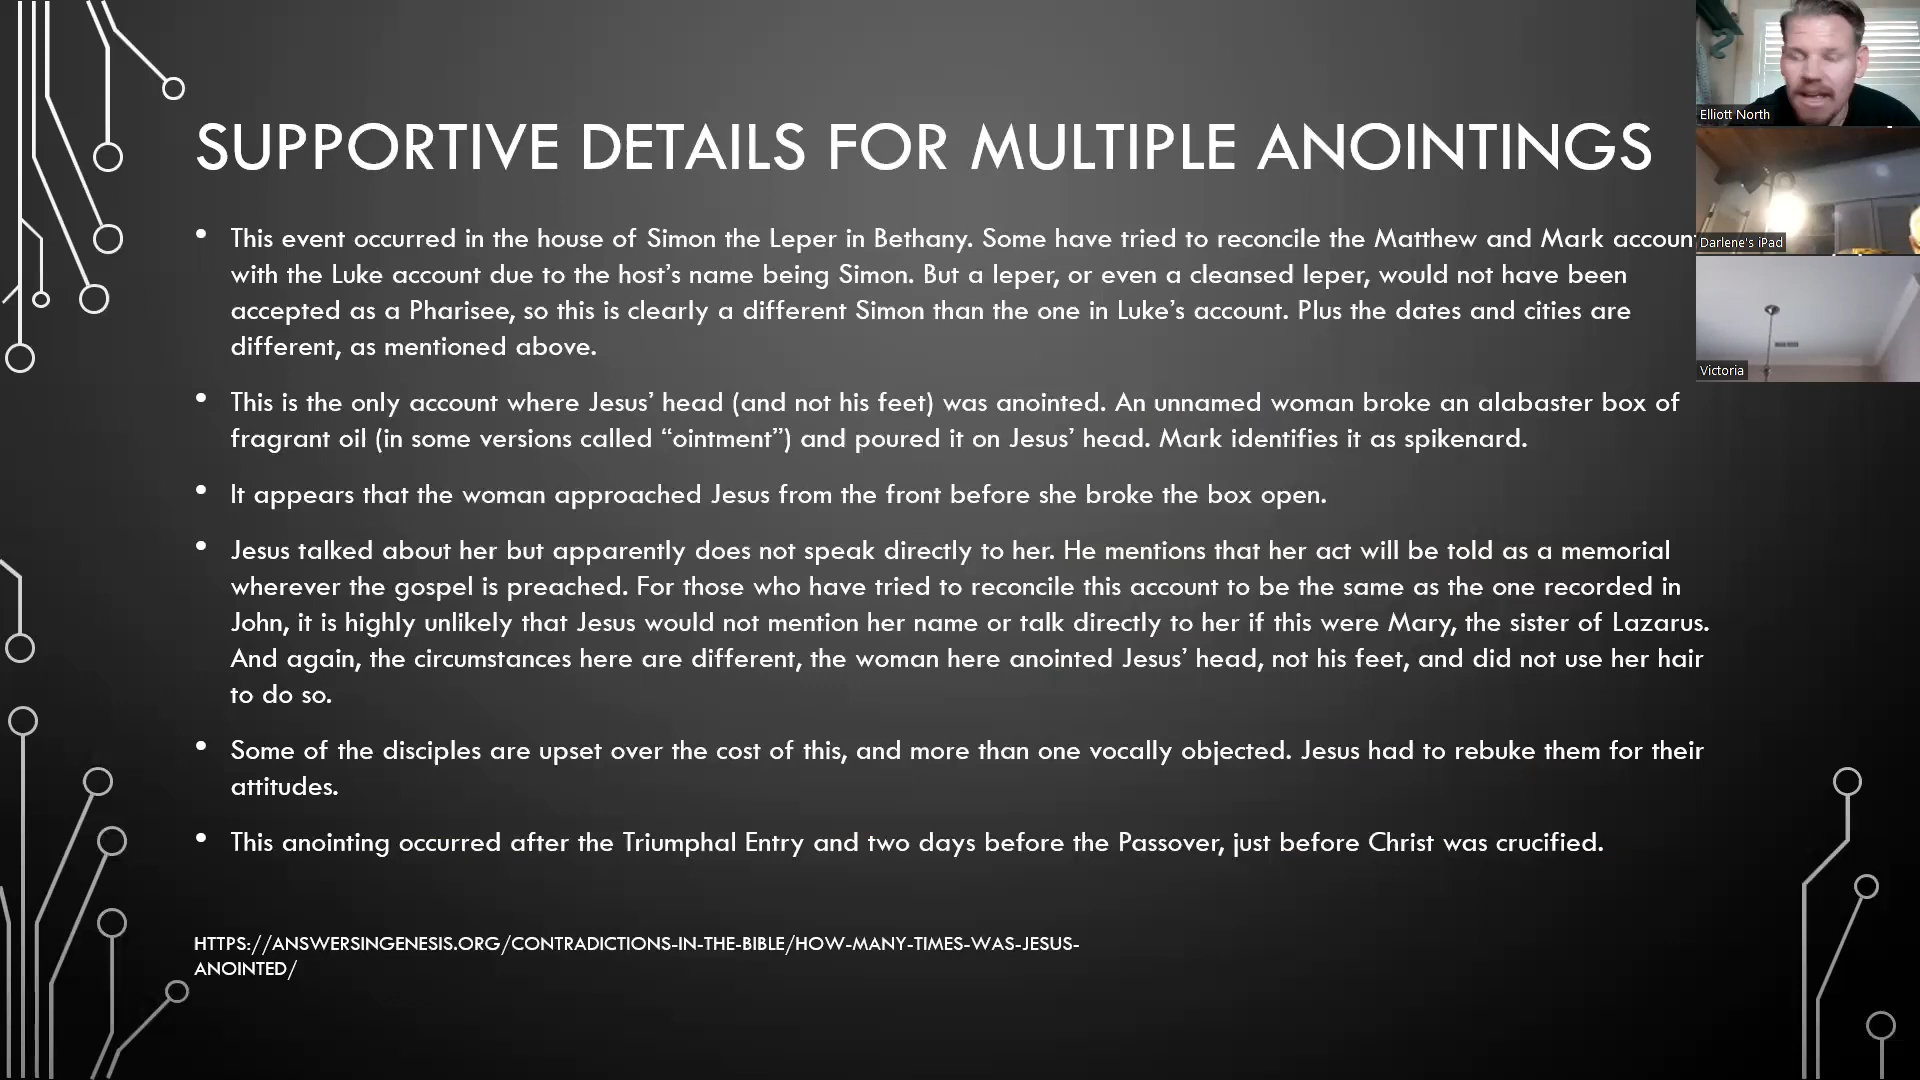 SUPPORTIVE DETAILS FOR MULTIPLE ANOINTINGS
• This event occurred in the house of Simon the Leper in Bethany. Some have tried to reconcile the Matthew and Mark account
with the Luke account due to the host’s name being Simon. But a leper, or even a cleansed leper, would not have been
accepted as a Pharisee, so this is clearly a different Simon than the one in Luke’s account. Plus the dates and cities are
different, as mentioned above.
• This is the only account where Jesus’ head (and not his feet) was anointed. An unnamed woman broke an alabaster box of
fragrant oil (in some versions called “ointment”) and poured it on Jesus’ head. Mark identifies it as spikenard.
• It appears that the woman approached Jesus from the front before she broke the box open.
• Jesus talked about her but apparently does not speak directly to her. He mentions that her act will be told as a memorial
wherever the gospel is preached. For those who have tried to reconcile this account to be the same as the one recorded in
John, it is highly unlikely that Jesus would not mention her name or talk directly to her if this were Mary, the sister of Lazarus.
And again, the circumstances here are different, the woman here anointed Jesus’ head, not his feet, and did not use her hair
to do so.
• Some of the disciples are upset over the cost of this, and more than one vocally objected. Jesus had to rebuke them for their
attitudes.
• This anointing occurred after the Triumphal Entry and two days before the Passover, just before Christ was crucified.
HTTPS://ANSWERSINGENESIS.ORG/CONTRADICTIONS-IN-THE-BIBLE/HOW-MANY-TIMES-WAS-JESUS-
ANOINTED/
Elliott North
Darlene's iPad
Victoria